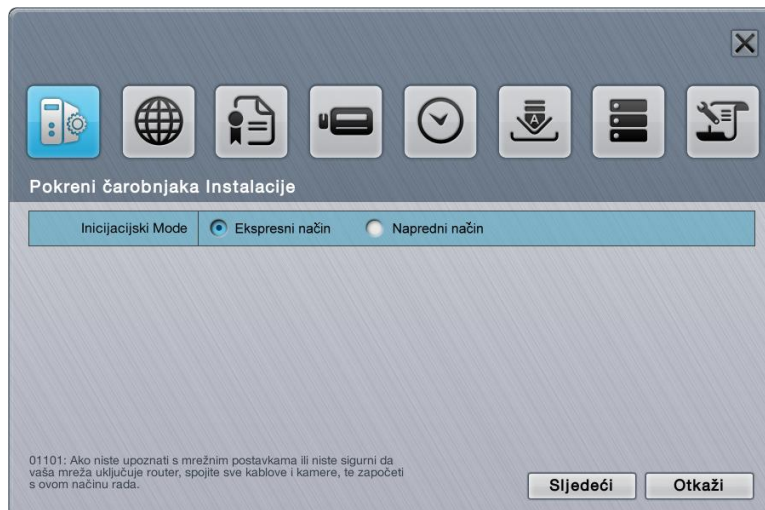 Pokreni čarobnjaka Instalacije
Inicijacijski Mode Ekspresni način Napredni način
01101: Ako niste upoznati s mrežnim postavkama ili niste sigurni da
vaša mreža uključuje router, spojite sve kablove i kamere, te započeti
s ovom načinu rada.
Sljedeći Otkaži